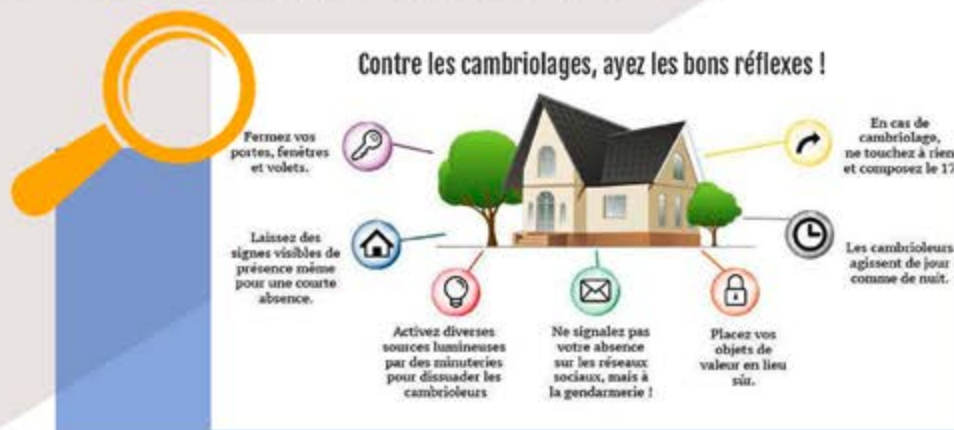 Contre les cambriolages, ayez les bons réflexes !
Fermez vos
portes, fenêtres
et volets.
Laissez des
signes visibles de
présence même
pour une courte
absence.
Activez diverses
sources lumineuses
par des minuteries
pour dissuader les
cambrioleurs
Ne signalez pas
votre absence
sur les réseaux
sociaux, mais à
la gendarmerie !
Placez vos
objets de
valeur en lieu
sûr.
Les cambrioleurs
agissent de jour
comme de nuit.
En cas de
cambriolage,
ne touchez à rien
et composez le 17